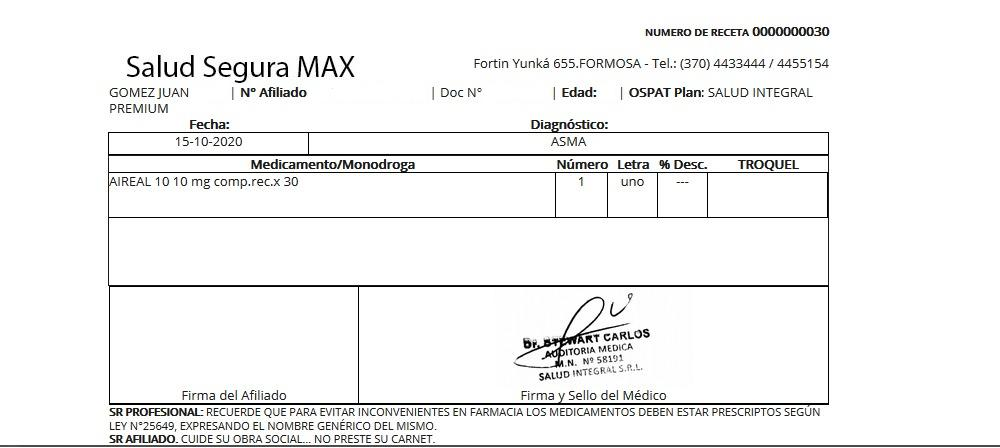 NUMERO DE RECETA 0000000030
Salud Segura MAX
Fortin Yunká 655.FORMOSA - Tel.: (370) 4433444 / 4455154
GOMEZ JUAN | Nº Afiliado | Doc N° | Edad: | OSPAT Plan: SALUD INTEGRAL
PREMIUM
Fecha: Diagnóstico:
15-10-2020 ASMA
Medicamento/Monodroga Número Letra % Desc. TROQUEL
AIREAL 10 10 mg comp.rec.x 30 1 uno ---
Dr. STEWART CARLOS
AUDITORIA MEDICA
M.N. Nº 58191
SALUD INTEGRAL S.R.L.
Firma del Afiliado Firma y Sello del Médico
SR PROFESIONAL: RECUERDE QUE PARA EVITAR INCONVENIENTES EN FARMACIA LOS MEDICAMENTOS DEBEN ESTAR PRESCRIPTOS SEGÚN
LEY N°25649, EXPRESANDO EL NOMBRE GENÉRICO DEL MISMO.
SR AFILIADO. CUIDE SU OBRA SOCIAL... NO PRESTE SU CARNET.